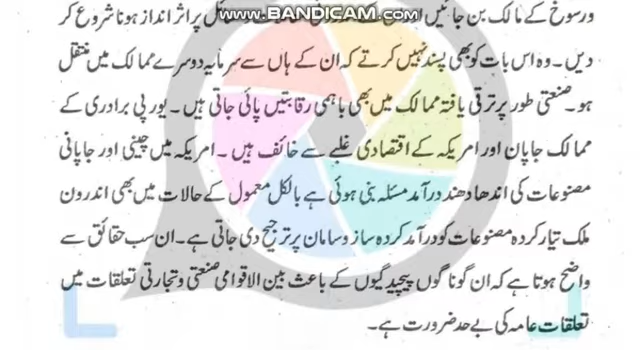 www.BANDICAM.com
ورسوخ کے مالک بن جائیں اور پر اثر انداز ہونا شروع کر
دیں۔ وہ اس بات کو بھی پسند نہیں کرتے کہ ان کے ہاں سے سرمایہ دوسرے ممالک میں منتقل
ہو۔ صنعتی طور پر ترقی یافتہ ممالک میں بھی باہمی رقابتیں پائی جاتی ہیں۔ یورپی برادری کے
ممالک جاپان اور امریکہ کے اقتصادی غلبے سے خائف ہیں۔ امریکہ میں چینی اور جاپانی
مصنوعات کی اندھا دھند درآمد مسئلہ بنی ہوئی ہے بالکل معمول کے حالات میں بھی اندرون
ملک تیار کردہ مصنوعات کو درآمد کردہ ساز و سامان پر ترجیح دی جاتی ہے۔ ان سب حقائق سے
واضح ہوتا ہے کہ ان گوناگوں پیچیدگیوں کے باعث بین الاقوامی صنعتی و تجارتی تعلقات میں
تعلقات عامہ کی بے حد ضرورت ہے۔